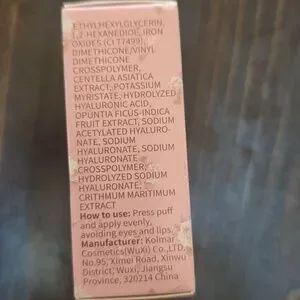 ETHYLHEXYLGLYCERIN,
1,2-HEXANEDIOL, IRON
OXIDES (CI 77499),
DIMETHICONE/VINYL
DIMETHICONE
CROSSPOLYMER,
CENTELLA ASIATICA
EXTRACT, POTASSIUM
MYRISTATE, HYDROLYZED
HYALURONIC ACID,
OPUNTIA FICUS-INDICA
FRUIT EXTRACT, SODIUM
ACETYLATED HYALURO-
NATE, SODIUM
HYALURONATE, SODIUM
HYALURONATE
CROSSPOLYMER,
HYDROLYZED SODIUM
HYALURONATE,
CRITHMUM MARITIMUM
EXTRACT
How to use: Press puff
and apply evenly,
avoiding eyes and lips.
Manufacturer: Kolmar
Cosmetics(WuXi) Co.,LTD.
No.95, Ximei Road, Xinwu
District, Wuxi, Jiangsu
Province, 320214 China